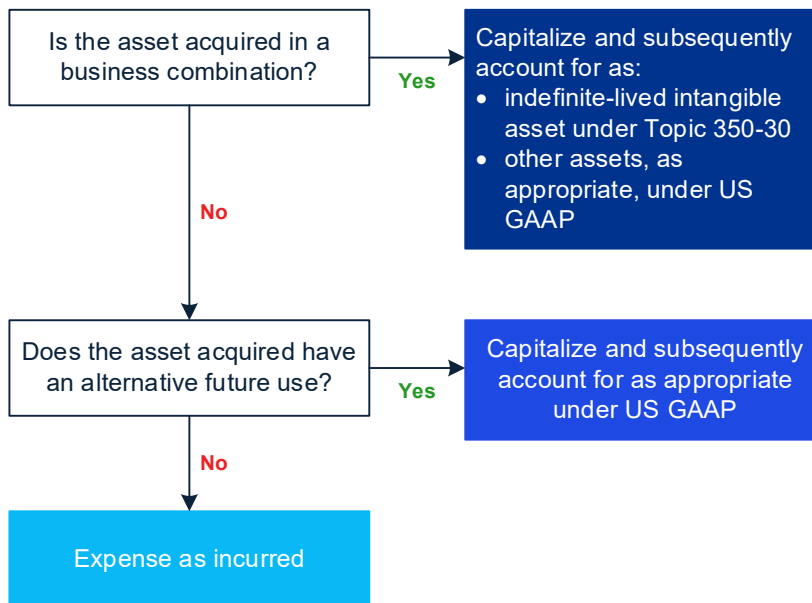 Is the asset acquired in a
business combination?
Yes
Capitalize and subsequently
account for as:
• indefinite-lived intangible
asset under Topic 350-30
• other assets, as
appropriate, under US
GAAP
No
Does the asset acquired have
an alternative future use?
Yes
Capitalize and subsequently
account for as appropriate
under US GAAP
No
Expense as incurred